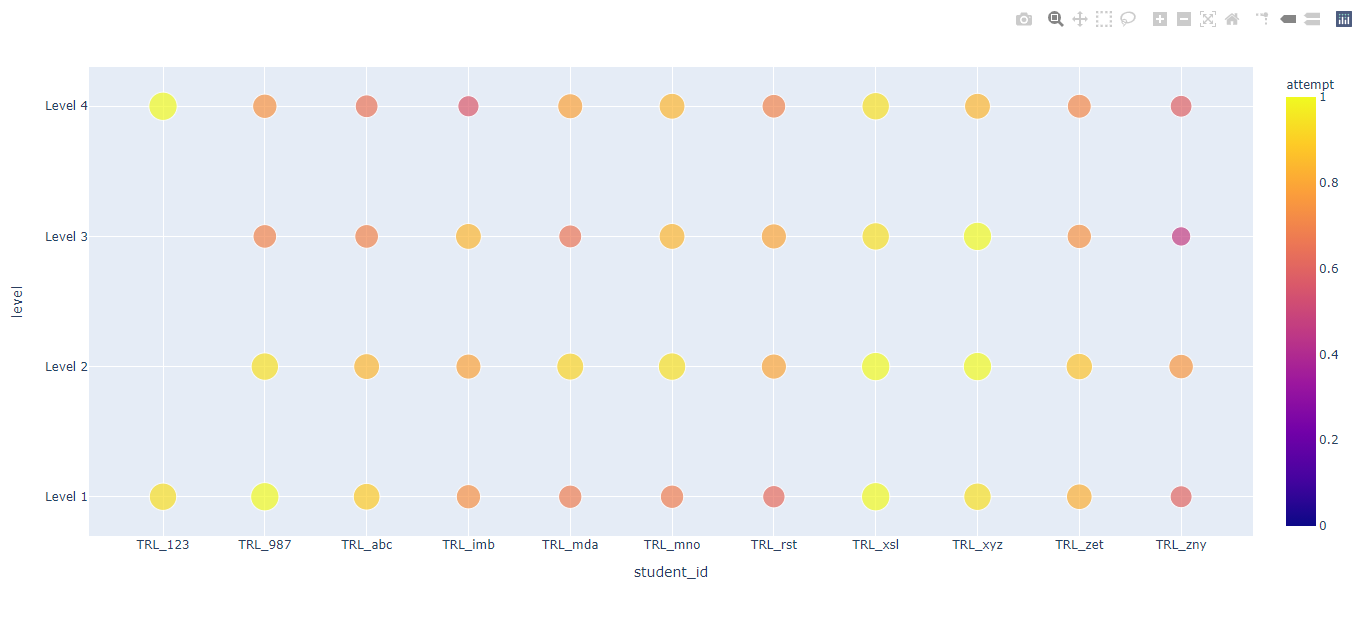 attempt
1
0.8
0.6
0.4
0.2
0
level
Level 4
Level 3
Level 2
Level 1
TRL_123 TRL_987 TRL_abc TRL_imb TRL_mda TRL_mno TRL_rst TRL_xsl TRL_xyz TRL_zet TRL_zny
student_id